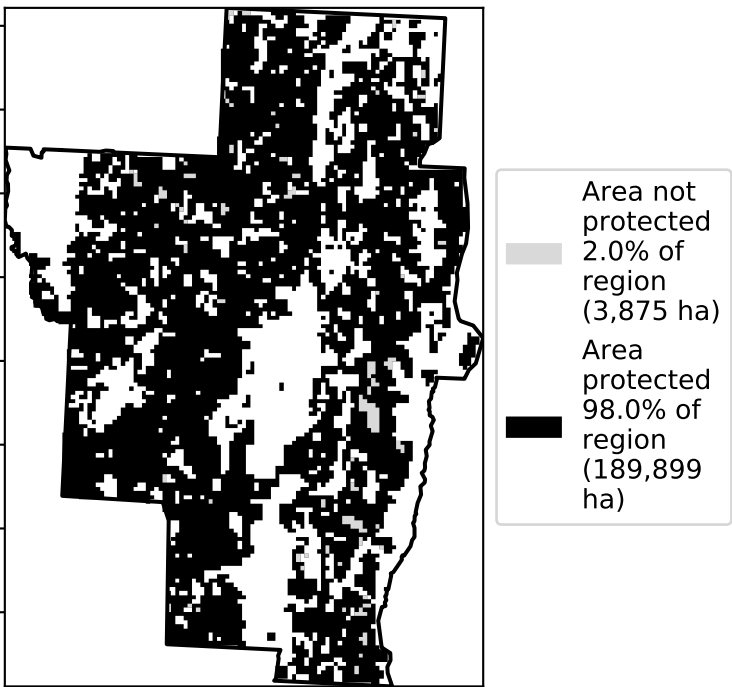 Area not
protected
2.0% of
region
(3,875 ha)
Area
protected
98.0% of
region
(189,899
ha)